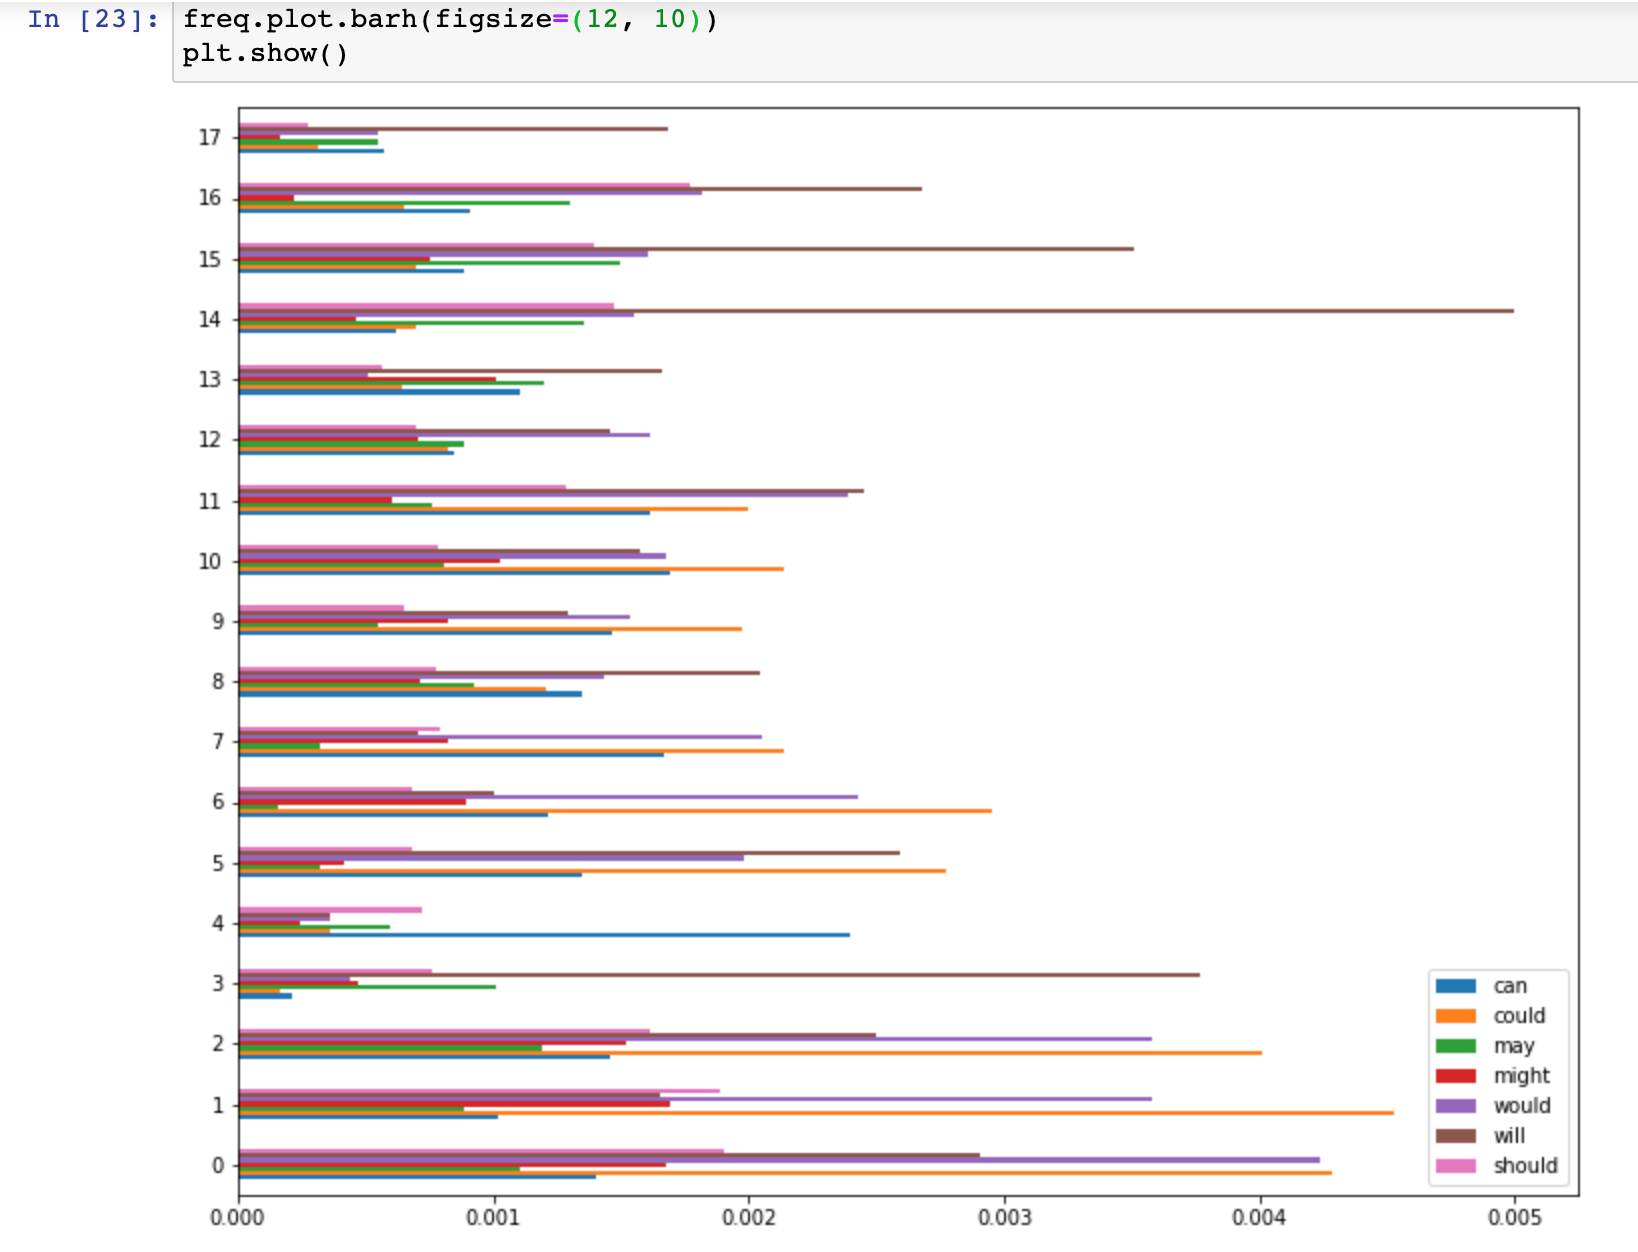 In [23]: freq.plot.barh(figsize=(12, 10))
plt.show()
17
16
15
14
13
12
11
10
9
8
7
6
5
4
3
2
1
0
can
could
may
might
would
will
should
0.000 0.001 0.002 0.003 0.004 0.005